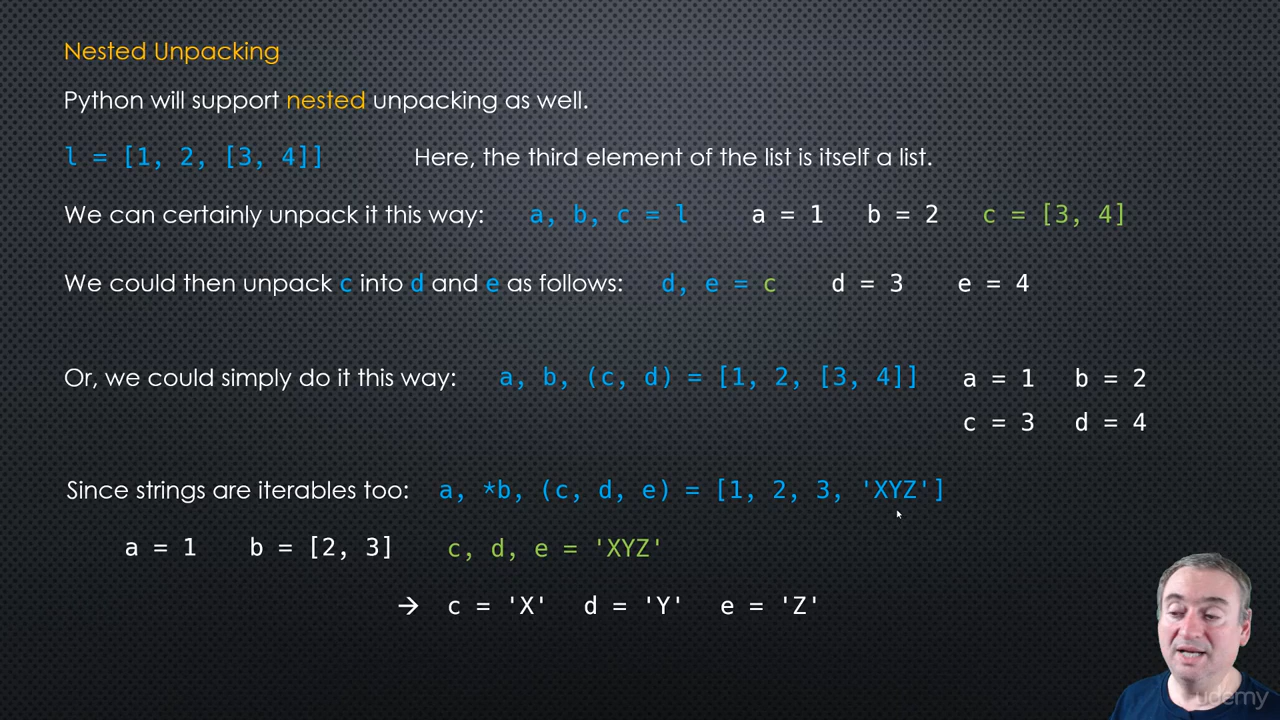 Nested Unpacking
Python will support nested unpacking as well.
l = [1, 2, [3, 4]] Here, the third element of the list is itself a list.
We can certainly unpack it this way: a, b, c = l a = 1 b = 2 c = [3, 4]
We could then unpack c into d and e as follows: d, e = c d = 3 e = 4
Or, we could simply do it this way: a, b, (c, d) = [1, 2, [3, 4]] a = 1 b = 2
c = 3 d = 4
Since strings are iterables too: a, *b, (c, d, e) = [1, 2, 3, 'XYZ']
a = 1 b = [2, 3] c, d, e = 'XYZ'
→ c = 'X' d = 'Y' e = 'Z'
udemy